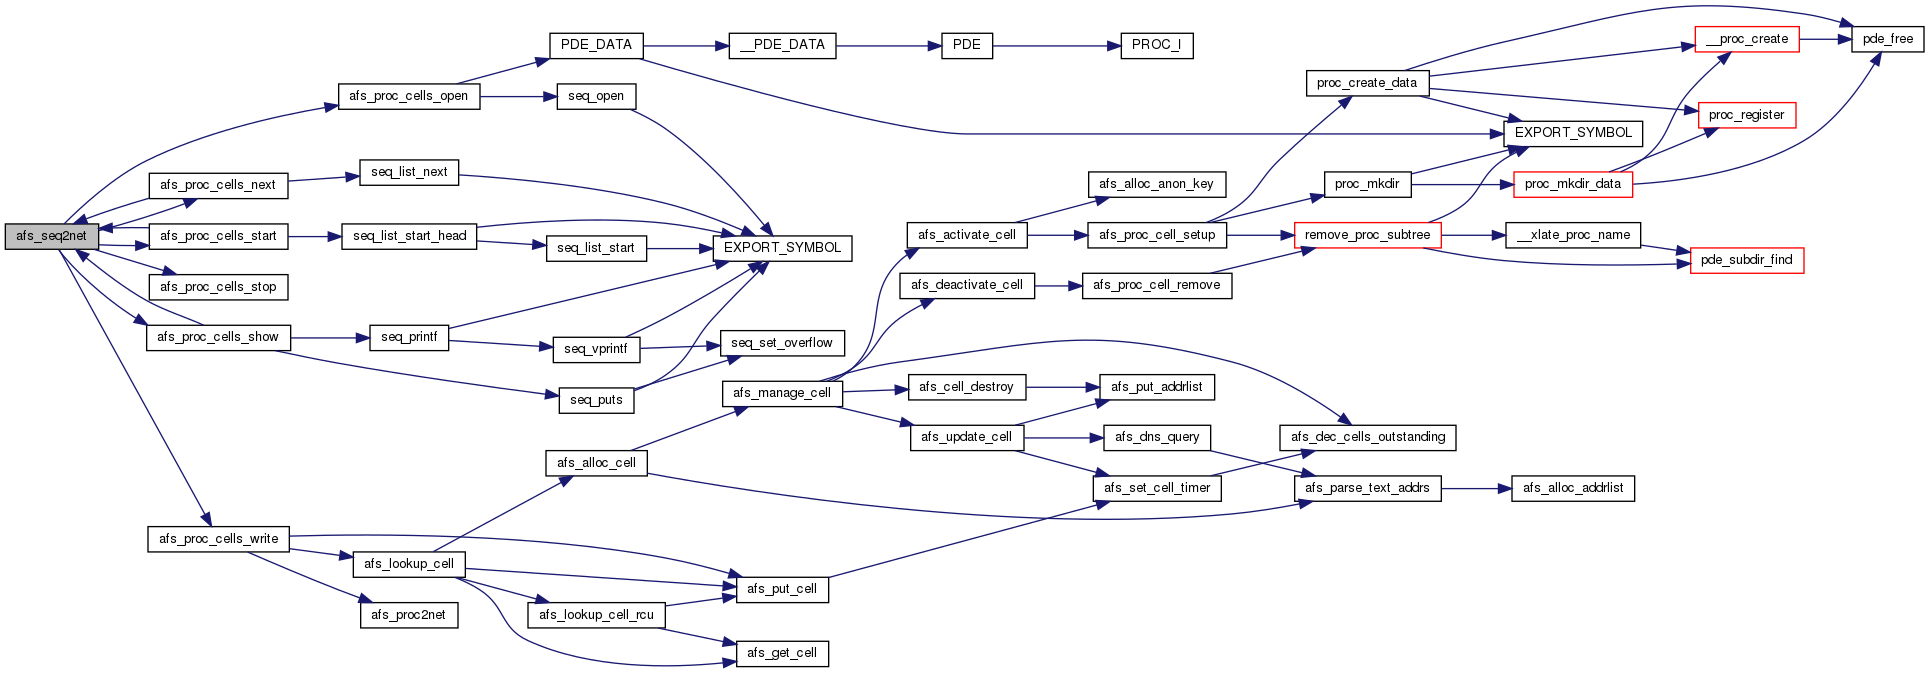 afs_seq2net
afs_proc_cells_open
afs_proc_cells_next
afs_proc_cells_start
afs_proc_cells_stop
afs_proc_cells_show
afs_proc_cells_write
PDE_DATA
seq_open
seq_list_next
seq_list_start_head
seq_list_start
seq_printf
seq_vprintf
seq_puts
afs_alloc_cell
afs_lookup_cell
afs_lookup_cell_rcu
afs_proc2net
__PDE_DATA
PDE
PROC_I
EXPORT_SYMBOL
seq_set_overflow
afs_manage_cell
afs_put_cell
afs_get_cell
afs_activate_cell
afs_deactivate_cell
afs_cell_destroy
afs_update_cell
afs_alloc_anon_key
afs_proc_cell_setup
afs_proc_cell_remove
afs_put_addrlist
afs_dns_query
afs_set_cell_timer
proc_create_data
proc_mkdir
remove_proc_subtree
afs_dec_cells_outstanding
afs_parse_text_addrs
EXPORT_SYMBOL
proc_mkdir_data
__xlate_proc_name
afs_alloc_addrlist
__proc_create
proc_register
pde_subdir_find
pde_free